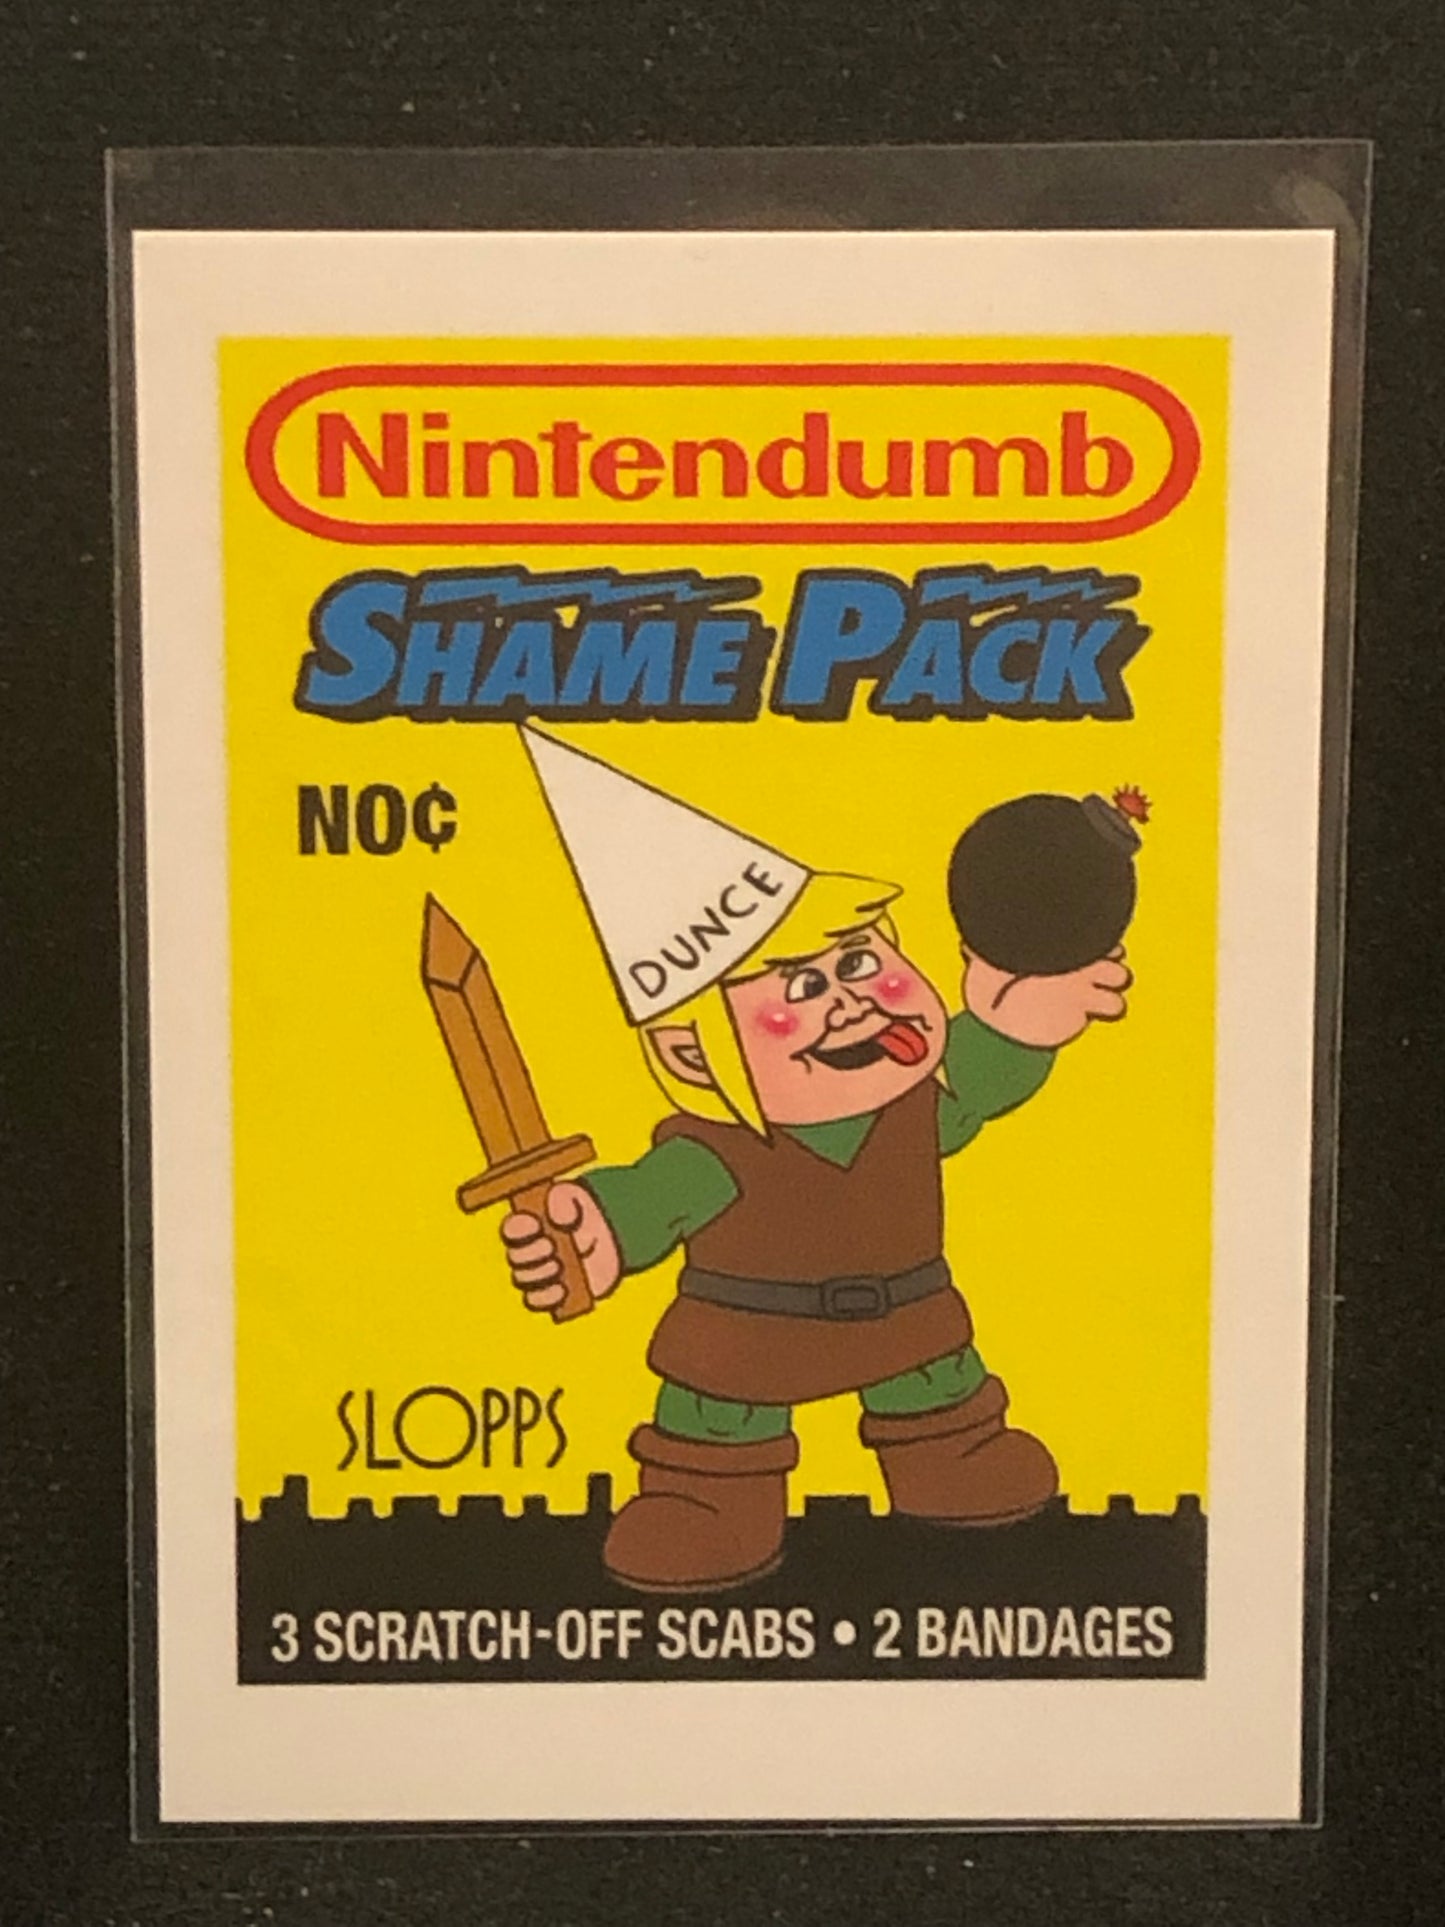 Nintendumb
SHAME PACK
NO¢
DUNCE
SLOPPS
3 SCRATCH-OFF SCABS • 2 BANDAGES